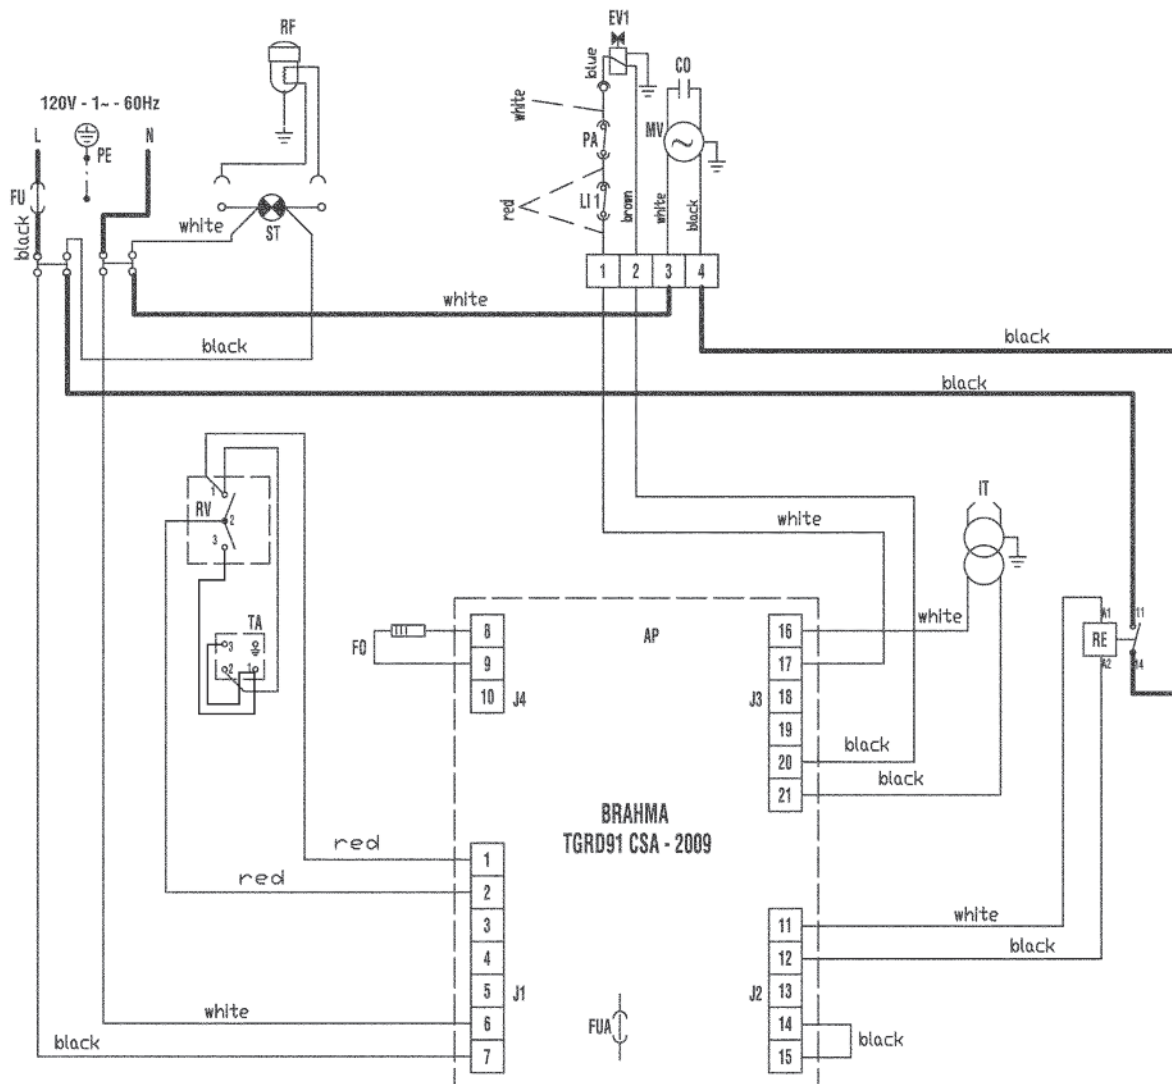 EV1
RF
CO
blue
120V - 1~ - 60Hz
white
L
N
PE
PA
MV
FU
red
LI 1
brown
white
black
white
ST
black
1 2 3 4
white
black
black
black
1
RV
2
3
IT
white
TA
3
2 1
white
A1
11
8
AP
16
FO
RE
9
17
A2
14
10
J4
J3
18
19
black
20
black
21
BRAHMA
TGRD91 CSA - 2009
red
1
red
2
11
white
3
12
black
4
5
J1
J2
13
white
6
FUA
14
black
black
7
15